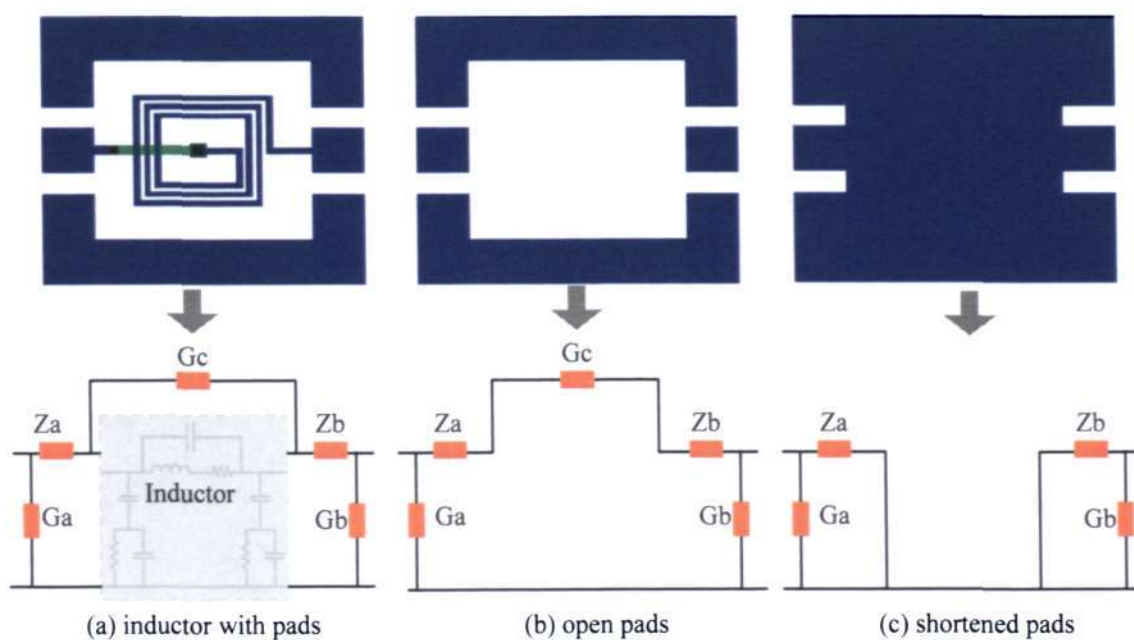 Gc
Za
Zb
Inductor
Ga
Gb
(a) inductor with pads
Gc
Za
Zb
Ga
Gb
(b) open pads
Za
Zb
Ga
Gb
(c) shortened pads